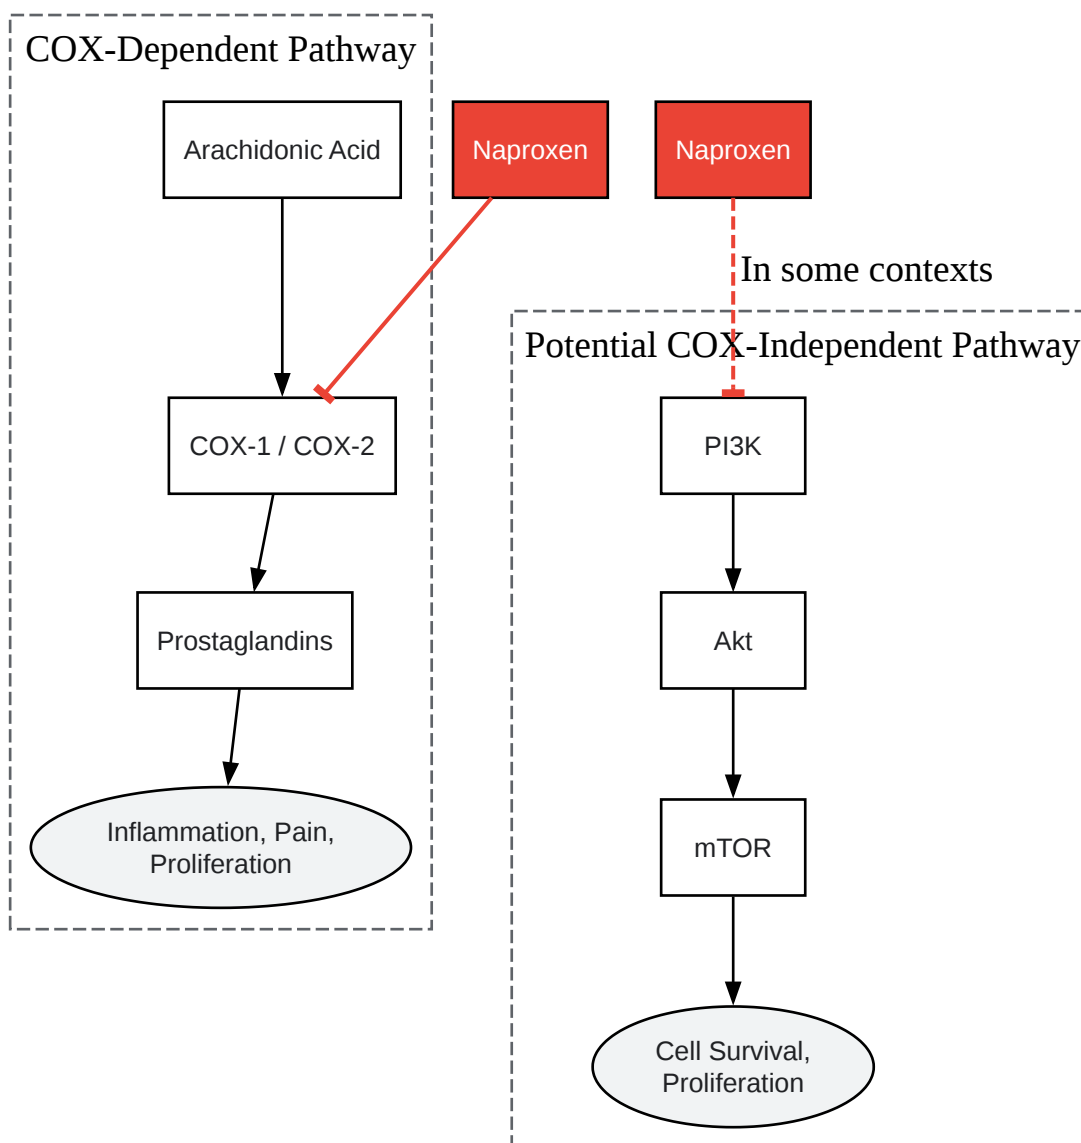 COX-Dependent Pathway
Arachidonic Acid
Naproxen
Naproxen
In some contexts
Potential COX-Independent Pathway
COX-1 / COX-2
PI3K
Prostaglandins
Akt
Inflammation, Pain,
Proliferation
mTOR
Cell Survival,
Proliferation